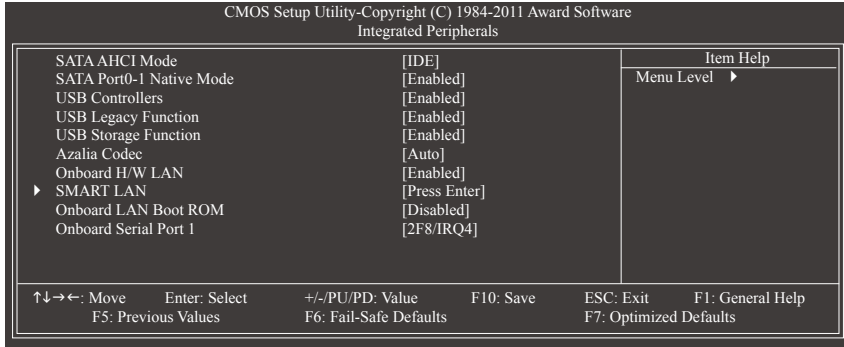 CMOS Setup Utility-Copyright (C) 1984-2011 Award Software
Integrated Peripherals
SATA AHCI Mode [IDE]
SATA Port0-1 Native Mode [Enabled]
USB Controllers [Enabled]
USB Legacy Function [Enabled]
USB Storage Function [Enabled]
Azalia Codec [Auto]
Onboard H/W LAN [Enabled]
SMART LAN [Press Enter]
Onboard LAN Boot ROM [Disabled]
Onboard Serial Port 1 [2F8/IRQ4]
Item Help
Menu Level
↑↓→←: Move Enter: Select +/-/PU/PD: Value F10: Save ESC: Exit F1: General Help
F5: Previous Values F6: Fail-Safe Defaults F7: Optimized Defaults